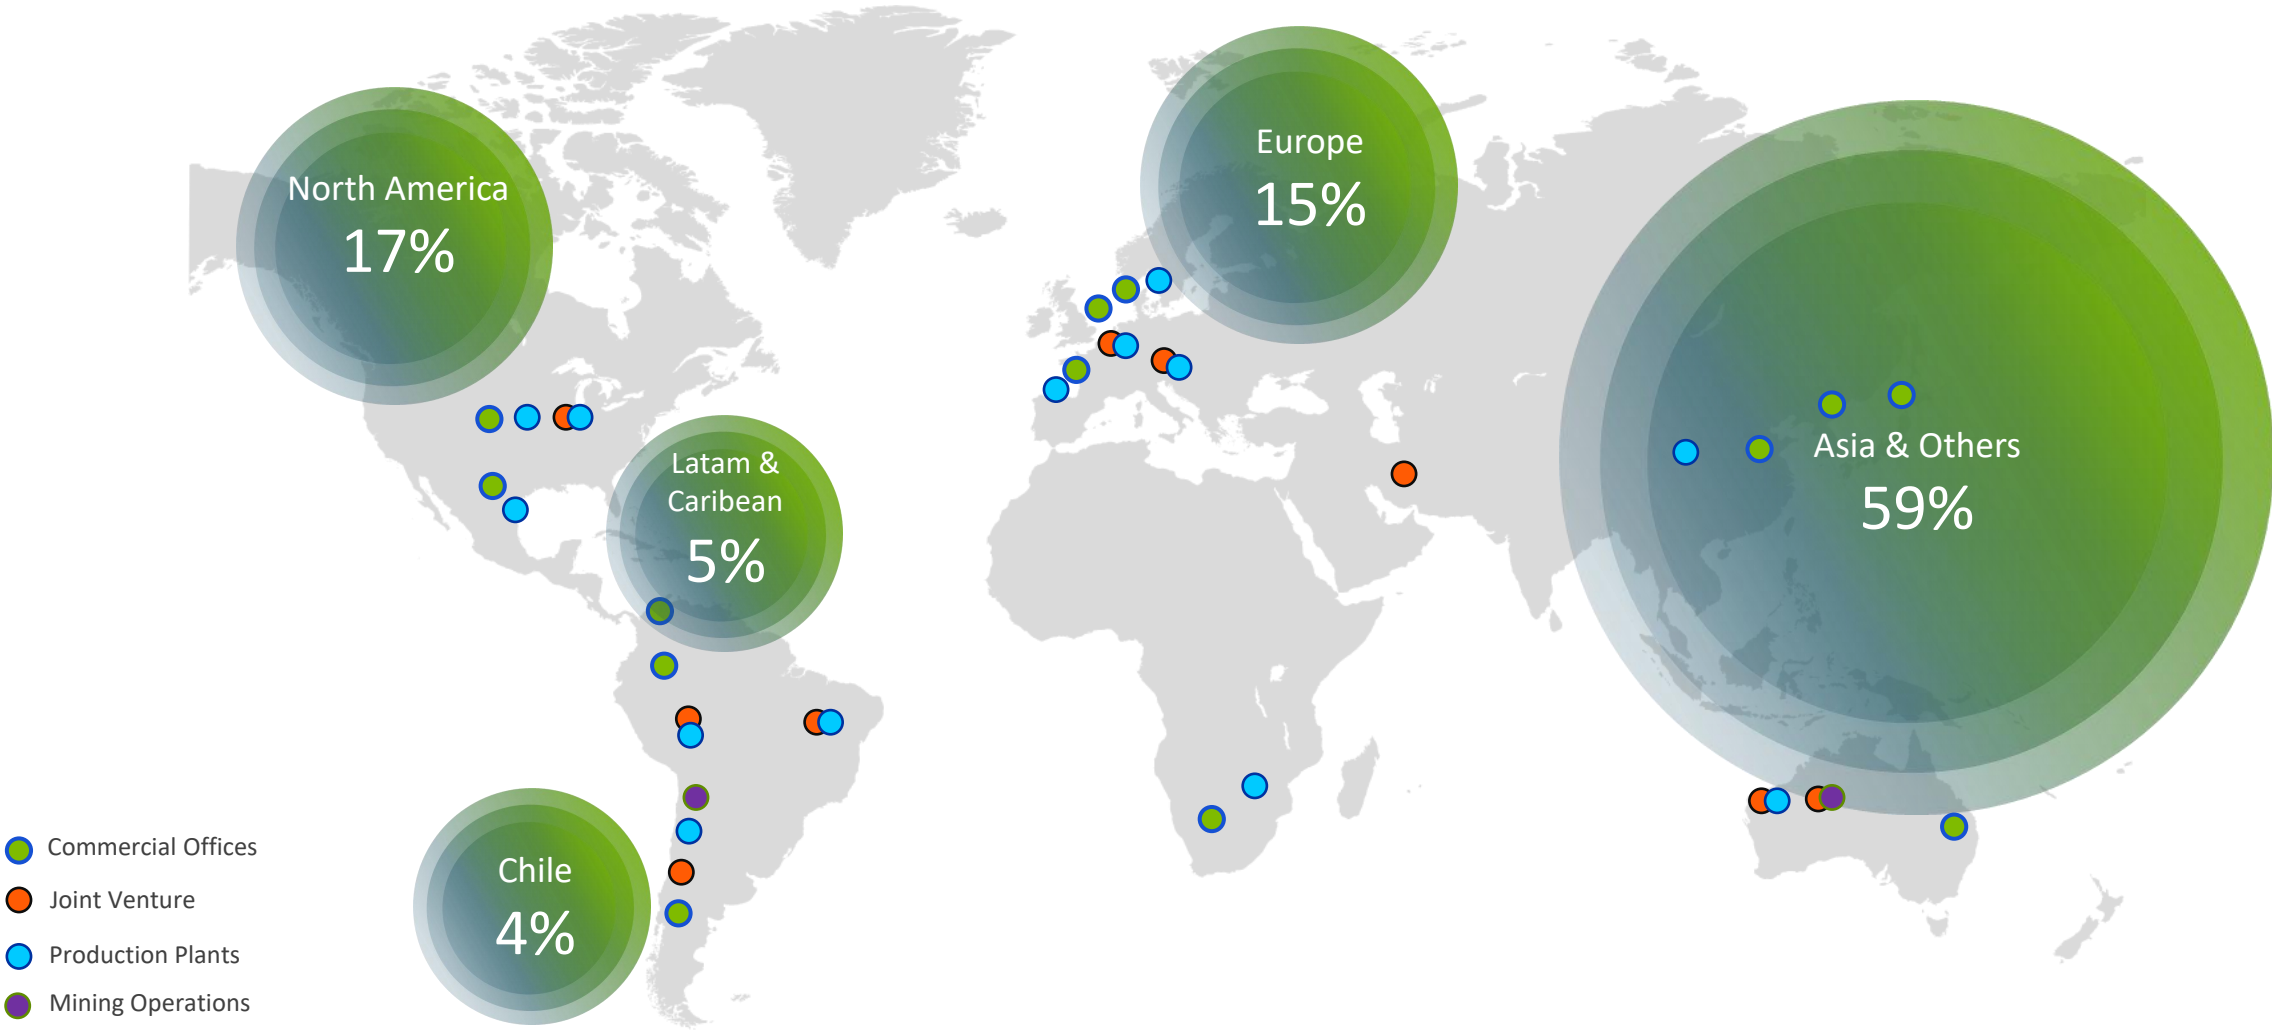 North America
17%
Europe
15%
Latam &
Caribean
5%
Asia & Others
59%
Chile
4%
Commercial Offices
Joint Venture
Production Plants
Mining Operations